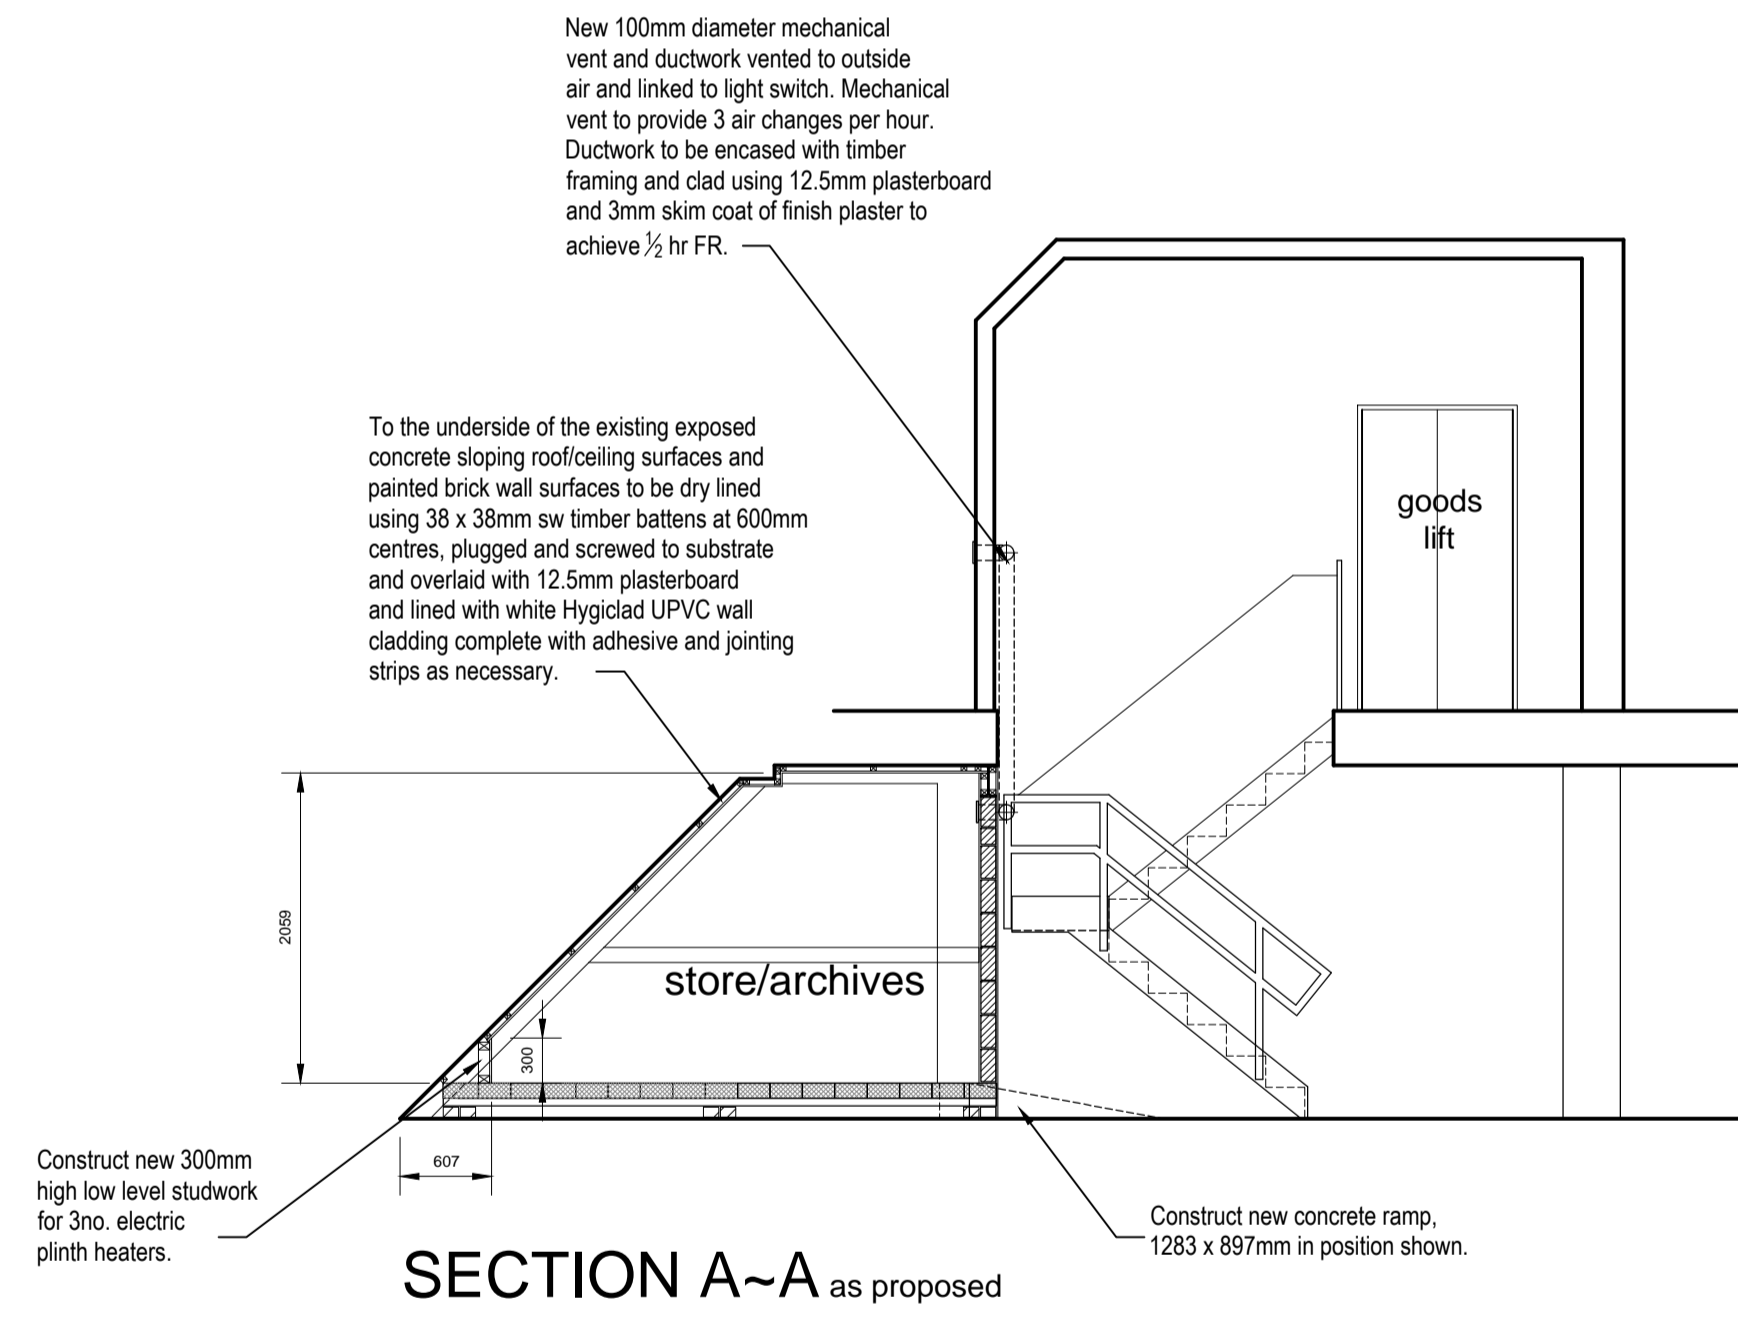 New 100mm diameter mechanical
vent and ductwork vented to outside
air and linked to light switch. Mechanical
vent to provide 3 air changes per hour.
Ductwork to be encased with timber
framing and clad using 12.5mm plasterboard
and 3mm skim coat of finish plaster to
achieve ½ hr FR.
To the underside of the existing exposed
concrete sloping roof/ceiling surfaces and
painted brick wall surfaces to be dry lined
using 38 x 38mm sw timber battens at 600mm
centres, plugged and screwed to substrate
and overlaid with 12.5mm plasterboard
and lined with white Hygiclad UPVC wall
cladding complete with adhesive and jointing
strips as necessary.
goods
lift
2059
store/archives
300
607
Construct new 300mm
high low level studwork
for 3no. electric
plinth heaters.
Construct new concrete ramp,
1283 x 897mm in position shown.
SECTION A~A as proposed